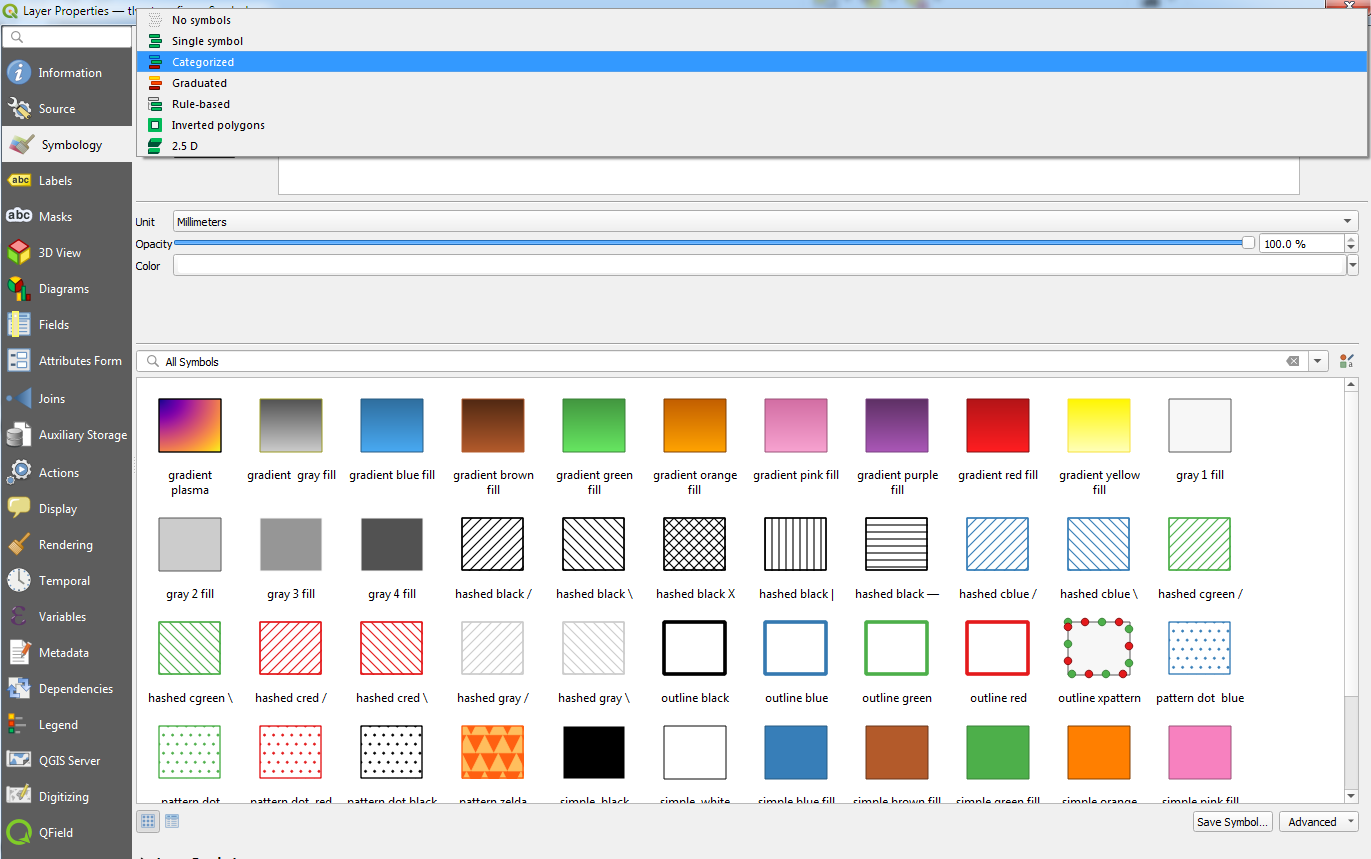 Layer Properties — th
No symbols
Single symbol
Categorized
Graduated
Rule-based
Inverted polygons
2.5 D
Information
Source
Symbology
Labels
Masks
3D View
Diagrams
Fields
Attributes Form
Joins
Auxiliary Storage
Actions
Display
Rendering
Temporal
Variables
Metadata
Dependencies
Legend
QGIS Server
Digitizing
QField
Unit Millimeters
Opacity 100.0 %
Color
All Symbols
gradient plasma
gradient gray fill
gradient blue fill
gradient brown fill
gradient green fill
gradient orange fill
gradient pink fill
gradient purple fill
gradient red fill
gradient yellow fill
gray 1 fill
gray 2 fill
gray 3 fill
gray 4 fill
hashed black /
hashed black \
hashed black X
hashed black |
hashed black —
hashed cblue /
hashed cblue \
hashed cgreen /
hashed cgreen \
hashed cred /
hashed cred \
hashed gray /
hashed gray \
outline black
outline blue
outline green
outline red
outline xpattern
pattern dot blue
pattern dot
pattern dot red
pattern dot black
pattern zelda
simple black
simple white
simple blue fill
simple brown fill
simple green fill
simple orange
simple pink fill
Save Symbol...
Advanced